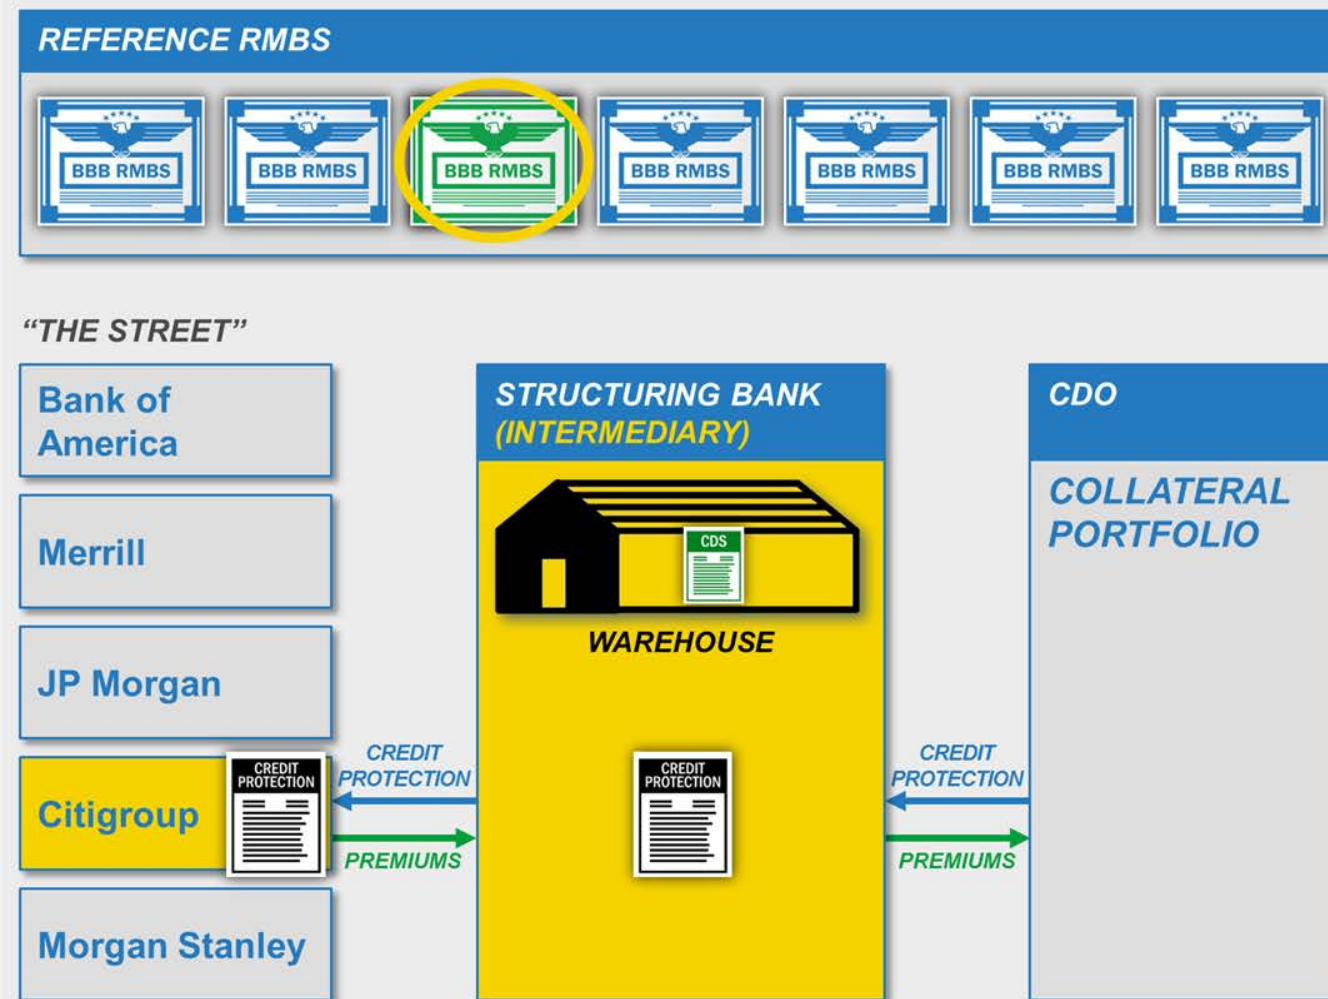 REFERENCE RMBS
BBB RMBS
BBB RMBS
BBB RMBS
BBB RMBS
BBB RMBS
BBB RMBS
BBB RMBS
“THE STREET”
Bank of
America
Merrill
JP Morgan
Citigroup
CREDIT
PROTECTION
Morgan Stanley
CREDIT
PROTECTION
PREMIUMS
STRUCTURING BANK
(INTERMEDIARY)
CDS
WAREHOUSE
CREDIT
PROTECTION
CREDIT
PROTECTION
PREMIUMS
CDO
COLLATERAL
PORTFOLIO